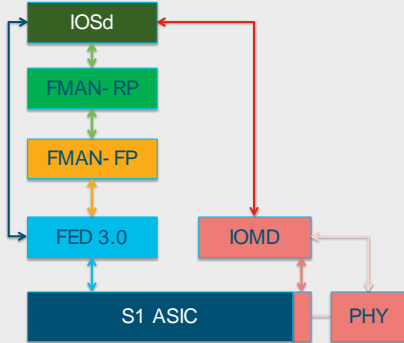 IOSd
FMAN- RP
FMAN- FP
FED 3.0
IOMD
S1 ASIC
PHY